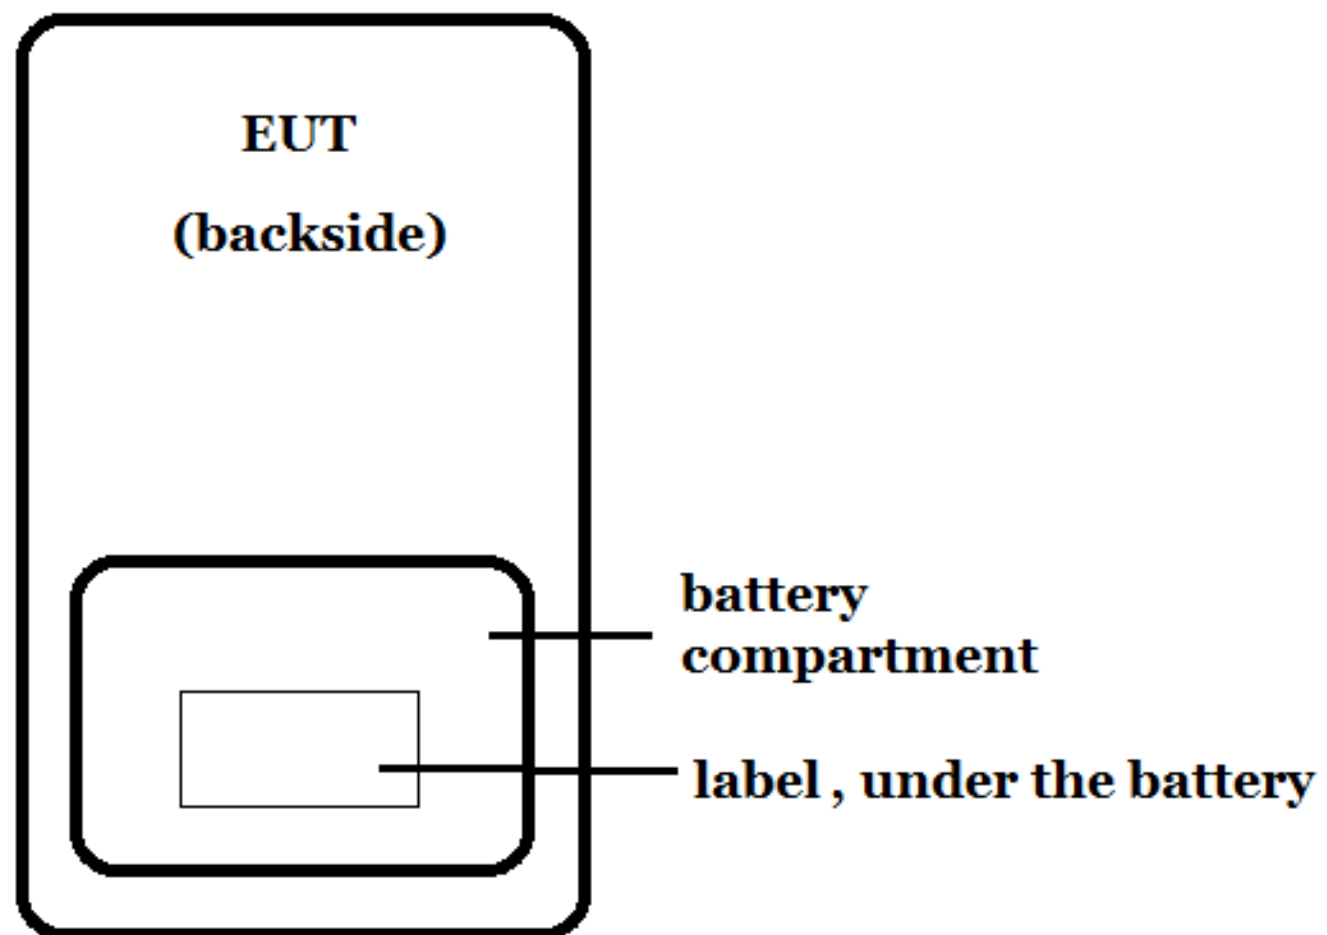 EUT
(backside)
battery
compartment
label , under the battery